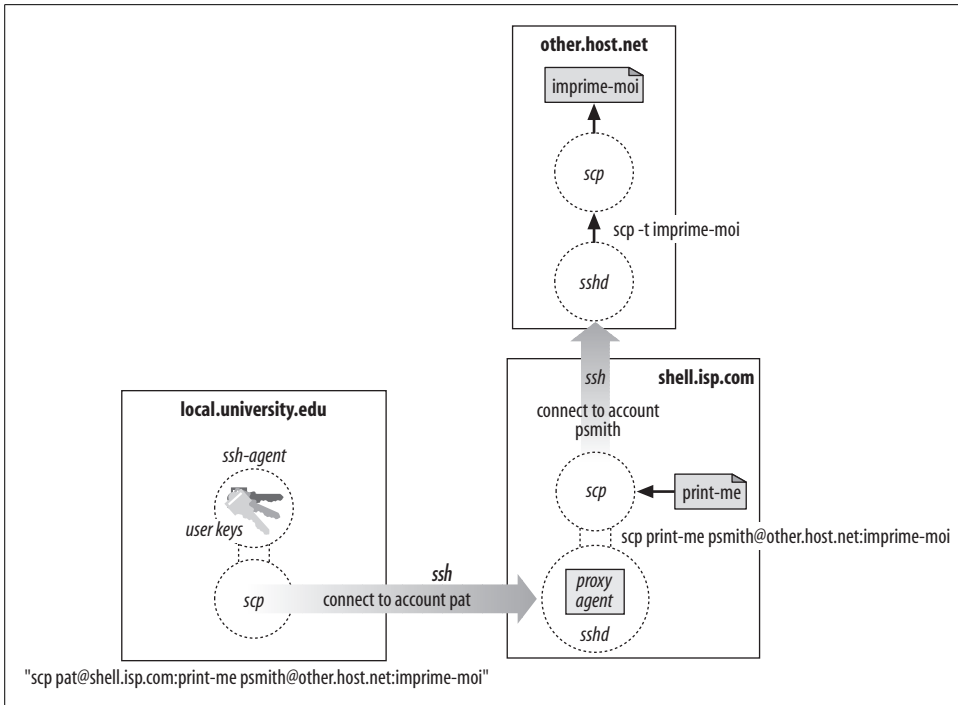 other.host.net
imprime-moi
scp
scp -t imprime-moi
sshd
ssh
shell.isp.com
connect to account
psmith
local.university.edu
ssh-agent
user keys
scp
print-me
scp print-me psmith@other.host.net:imprime-moi
ssh
scp
connect to account pat
proxy
agent
sshd
"scp pat@shell.isp.com:print-me psmith@other.host.net:imprime-moi"